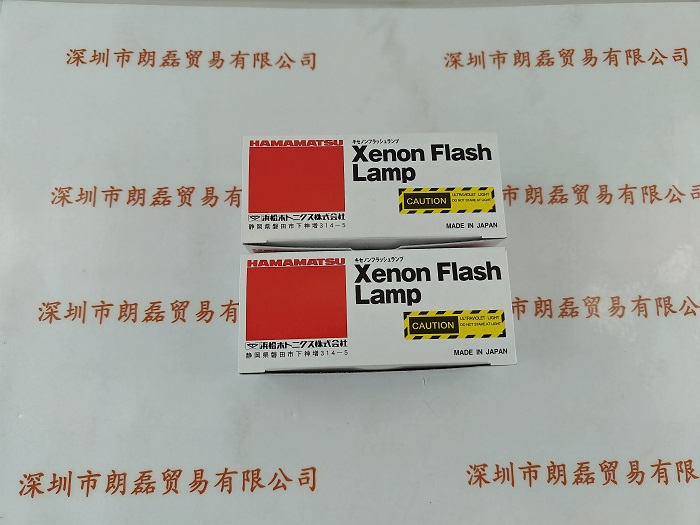 深圳市朗磊贸易有限公司
深圳市朗磊贸易有限公司
HAMAMATSU
キセノンフラッシュランプ
Xenon Flash
Lamp
CAUTION
ULTRAVIOLET LIGHT
DO NOT STARE AT LIGHT
浜松ホトニクス株式会社
静岡県磐田市下神増314-5
MADE IN JAPAN
深圳市朗磊贸易有限公司
深圳市朗磊贸易有限公司
HAMAMATSU
キセノンフラッシュランプ
Xenon Flash
Lamp
CAUTION
ULTRAVIOLET LIGHT
DO NOT STARE AT LIGHT
浜松ホトニクス株式会社
静岡県磐田市下神増314-5
MADE IN JAPAN
深圳市朗磊贸易有限公司
深圳市朗磊贸易有限公司
深圳市朗磊贸易有限公司
深圳市朗磊贸易有限公司